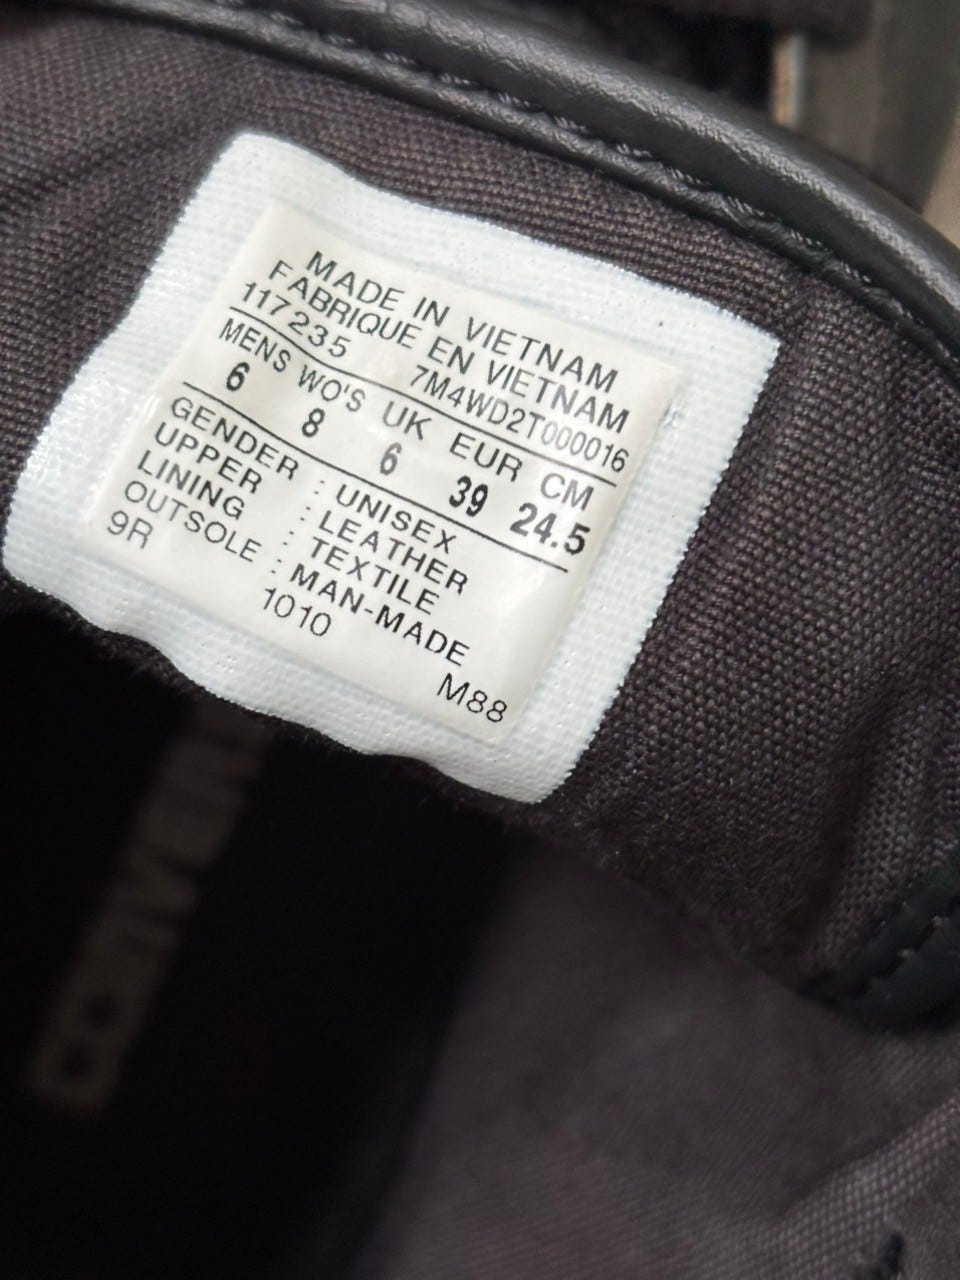 MADE IN VIETNAM
FABRIQUE EN VIETNAM
117235 7M4WD2T000016
MENS WO'S UK EUR CM
6 8 6 39 24.5
GENDER : UNISEX
UPPER : LEATHER
LINING : TEXTILE
OUTSOLE : MAN-MADE
9R 1010 M88